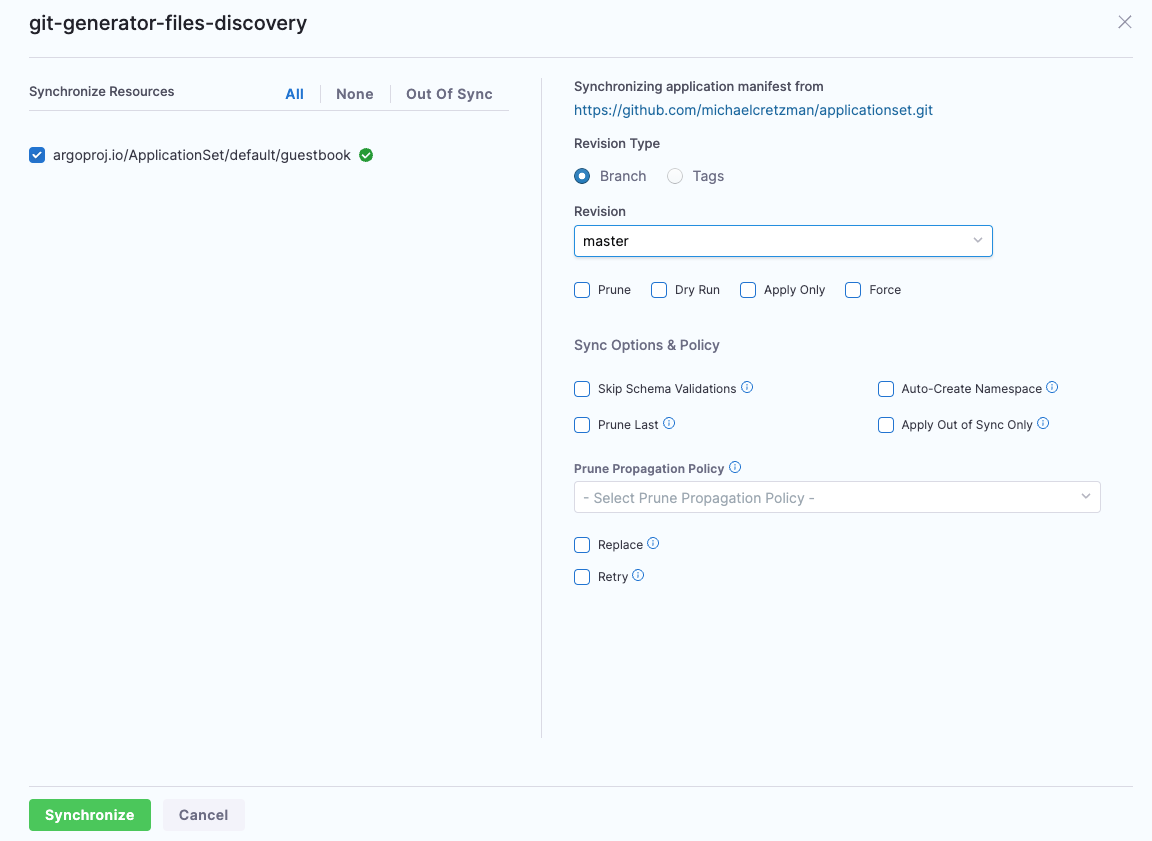 git-generator-files-discovery
Synchronize Resources
All None Out Of Sync
argoproj.io/ApplicationSet/default/guestbook
Synchronizing application manifest from
https://github.com/michaelcretzman/applicationset.git
Revision Type
Branch Tags
Revision
master
Prune Dry Run Apply Only Force
Sync Options & Policy
Skip Schema Validations Auto-Create Namespace
Prune Last Apply Out of Sync Only
Prune Propagation Policy
- Select Prune Propagation Policy -
Replace
Retry
Synchronize Cancel